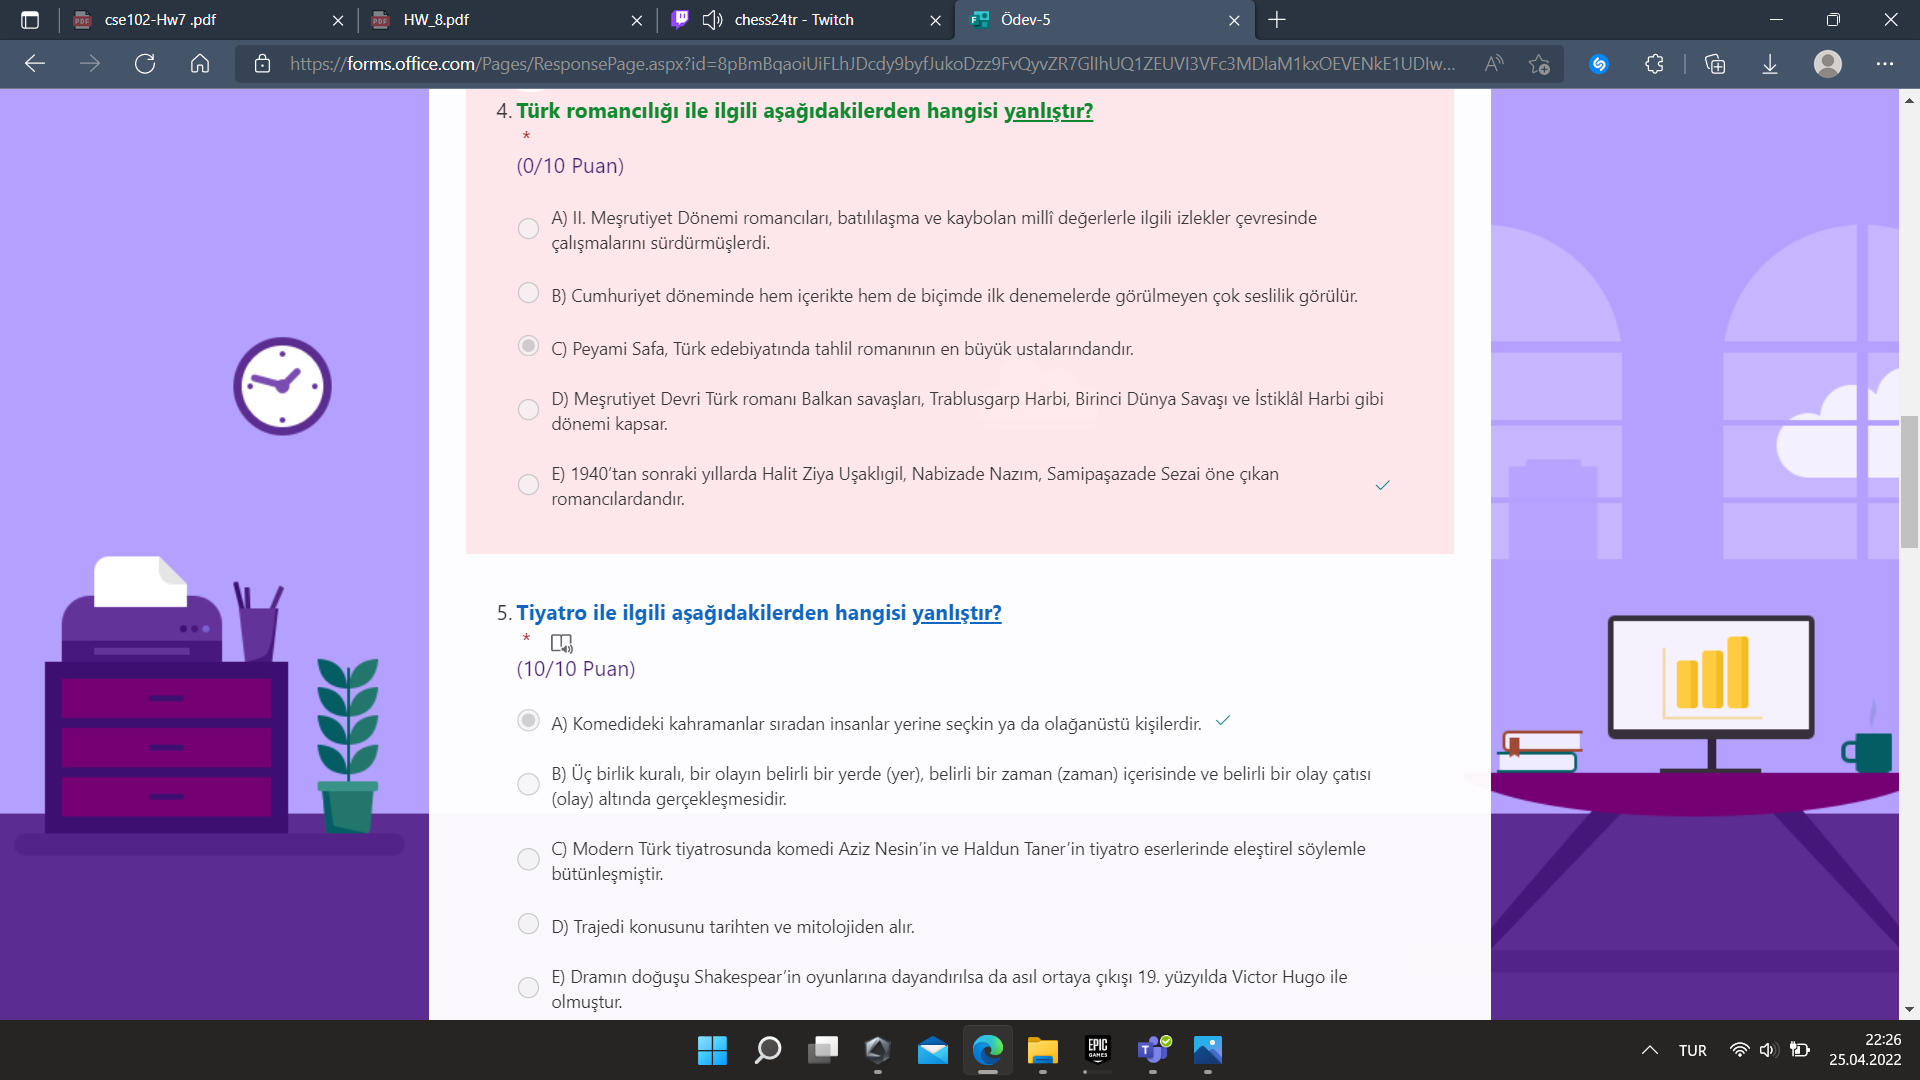 cse102-Hw7 .pdf
HW_8.pdf
chess24tr - Twitch
Ödev-5
https://forms.office.com/Pages/ResponsePage.aspx?id=8pBmBqaoiUiFLhJDcdy9byfJukoDzz9FvQyvZR7GlIhUQ1ZEUVI3VFc3MDlaM1kxOEVENkE1UDIw...
4. Türk romancılığı ile ilgili aşağıdakilerden hangisi yanlıştır?
*
(0/10 Puan)
A) II. Meşrutiyet Dönemi romancıları, batılılaşma ve kaybolan millî değerlerle ilgili izlekler çevresinde
çalışmalarını sürdürmüşlerdi.
B) Cumhuriyet döneminde hem içerikte hem de biçimde ilk denemelerde görülmeyen çok seslilik görülür.
C) Peyami Safa, Türk edebiyatında tahlil romanının en büyük ustalarındandır.
D) Meşrutiyet Devri Türk romanı Balkan savaşları, Trablusgarp Harbi, Birinci Dünya Savaşı ve İstiklâl Harbi gibi
dönemi kapsar.
E) 1940'tan sonraki yıllarda Halit Ziya Uşaklıgil, Nabizade Nazım, Samipaşazade Sezai öne çıkan
romancılardandır.
5. Tiyatro ile ilgili aşağıdakilerden hangisi yanlıştır?
*
(10/10 Puan)
A) Komedideki kahramanlar sıradan insanlar yerine seçkin ya da olağanüstü kişilerdir.
B) Üç birlik kuralı, bir olayın belirli bir yerde (yer), belirli bir zaman (zaman) içerisinde ve belirli bir olay çatısı
(olay) altında gerçekleşmesidir.
C) Modern Türk tiyatrosunda komedi Aziz Nesin'in ve Haldun Taner'in tiyatro eserlerinde eleştirel söylemle
bütünleşmiştir.
D) Trajedi konusunu tarihten ve mitolojiden alır.
E) Dramın doğuşu Shakespear'in oyunlarına dayandırılsa da asıl ortaya çıkışı 19. yüzyılda Victor Hugo ile
olmuştur.
EPIC
GAMES
TUR
22:26
25.04.2022